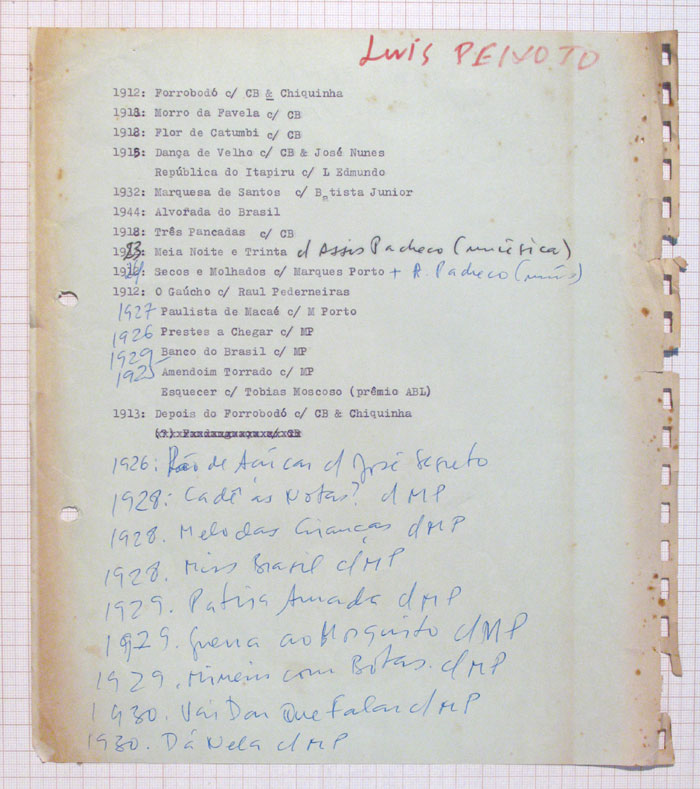 Luís PEIXOTO
1912: Forrobodó c/ CB & Chiquinha
1918: Morro da Favela c/ CB
1918: Flor de Catumbi c/ CB
1915: Dança de Velho c/ CB & José Nunes
República do Itapiru c/ L Edmundo
1932: Marquesa de Santos c/ Batista Junior
1944: Alvorada do Brasil
1918: Três Pancadas c/ CB
1923: Meia Noite e Trinta c/ Assis Pacheco (música)
1924: Secos e Molhados c/ Marques Porto + A. Pacheco (mús)
1912: O Gaúcho c/ Raul Pederneiras
1927 Paulista de Macaé c/ M Porto
1926 Prestes a Chegar c/ MP
1929 Banco do Brasil c/ MP
1925 Amendoim Torrado c/ MP
Esquecer c/ Tobias Moscoso (prêmio ABL)
1913: Depois do Forrobodó c/ CB & Chiquinha
1926: Pão de Açúcar c/ José Segreto
1928: Cadê as Notas? c/ MP
1928. Melo das Crianças c/ MP
1928. Miss Brasil c/ MP
1929. Patria Amada c/ MP
1929. Guerra ao Mosquito c/ MP
1929. Mineiro com Botas. c/ MP
1930. Vai Dar Que Falar c/ MP
1930. Dá Nela c/ MP